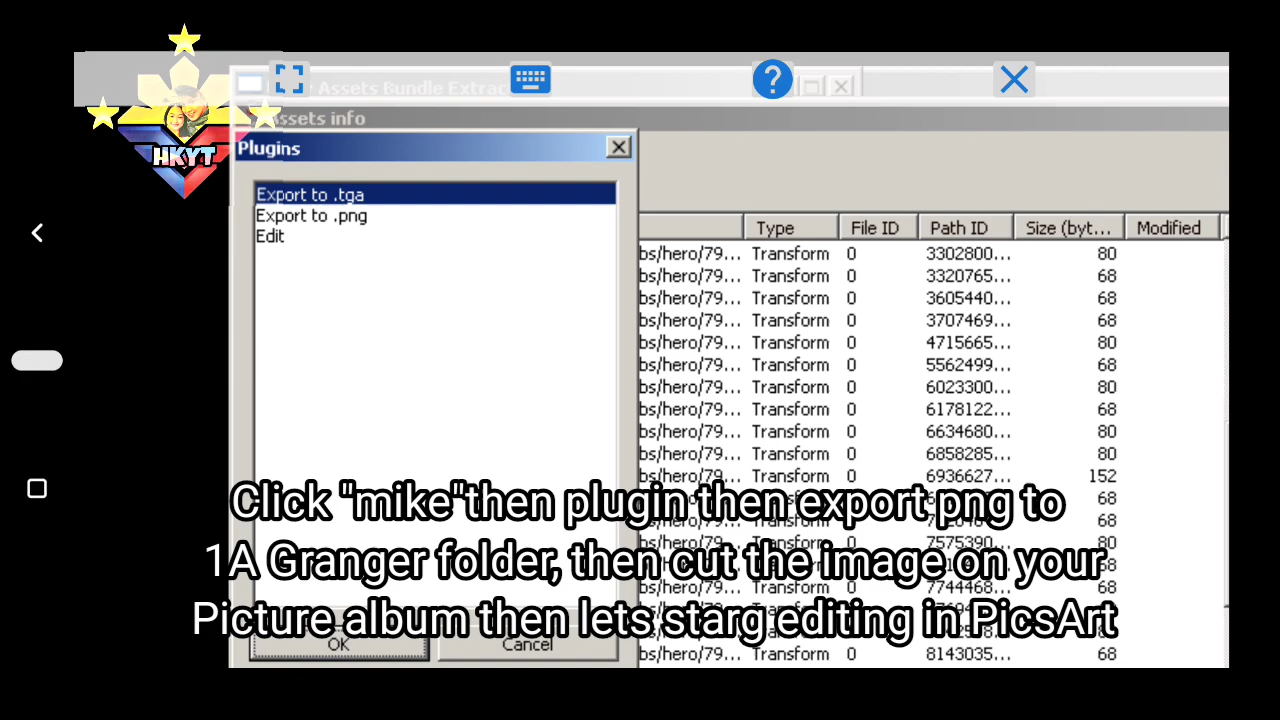 Assets Bundle Extrac
Assets info
Plugins
Export to .tga
Export to .png
Edit
HKYT
Type File ID Path ID Size (byt... Modified
bs/hero/79... Transform 0 3302800... 80
bs/hero/79... Transform 0 3320765... 68
bs/hero/79... Transform 0 3605440... 68
bs/hero/79... Transform 0 3707469... 68
bs/hero/79... Transform 0 4715665... 80
bs/hero/79... Transform 0 5562499... 68
bs/hero/79... Transform 0 6023300... 80
bs/hero/79... Transform 0 6178122... 68
bs/hero/79... Transform 0 6634680... 80
bs/hero/79... Transform 0 6858285... 80
bs/hero/79... Transform 0 6936627... 152
Click "mike"then plugin then export png to
1A Granger folder, then cut the image on your
Picture album then lets starg editing in PicsArt
OK Cancel
bs/hero/79... Transform 0 8143035... 68